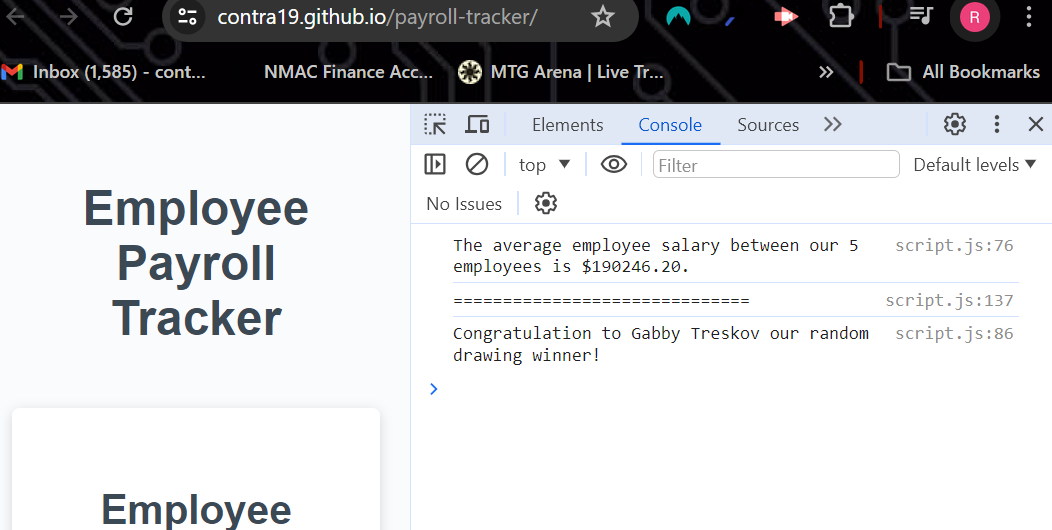 contra19.github.io/payroll-tracker/
R
Inbox (1,585) - cont... NMAC Finance Acc... MTG Arena | Live Tr... All Bookmarks
Elements Console Sources
top Filter Default levels
No Issues
The average employee salary between our 5 script.js:76
employees is $190246.20.
============================== script.js:137
Congratulation to Gabby Treskov our random script.js:86
drawing winner!
Employee
Payroll
Tracker
Employee